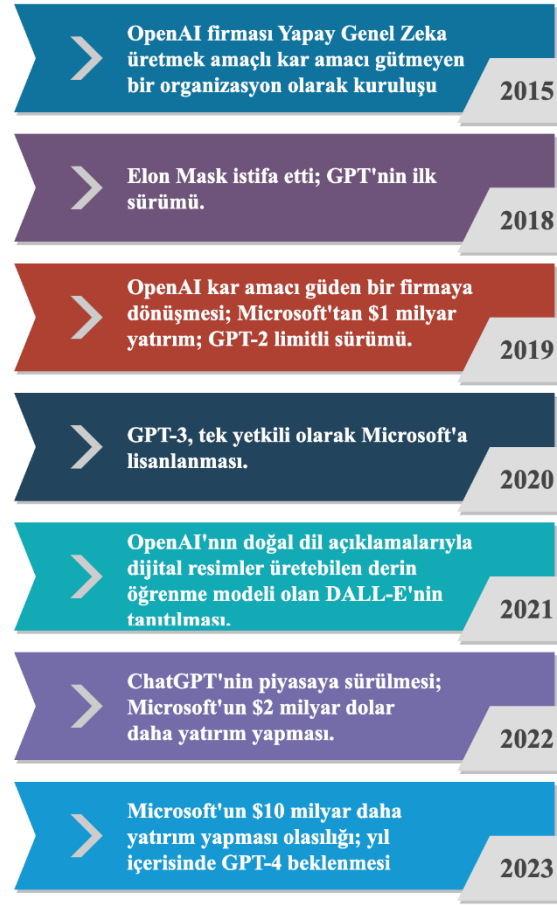 OpenAI firması Yapay Genel Zeka
üretmek amaçlı kar amacı gütmeyen
bir organizasyon olarak kuruluşu
2015
Elon Mask istifa etti; GPT'nin ilk
sürümü.
2018
OpenAI kar amacı güden bir firmaya
dönüşmesi; Microsoft'tan $1 milyar
yatırım; GPT-2 limitli sürümü.
2019
GPT-3, tek yetkili olarak Microsoft'a
lisanlanması.
2020
OpenAI'nın doğal dil açıklamalarıyla
dijital resimler üretebilen derin
öğrenme modeli olan DALL-E'nin
tanıtılması.
2021
ChatGPT'nin piyasaya sürülmesi;
Microsoft'un $2 milyar dolar
daha yatırım yapması.
2022
Microsoft'un $10 milyar daha
yatırım yapması olasılığı; yıl
içerisinde GPT-4 beklenmesi
2023